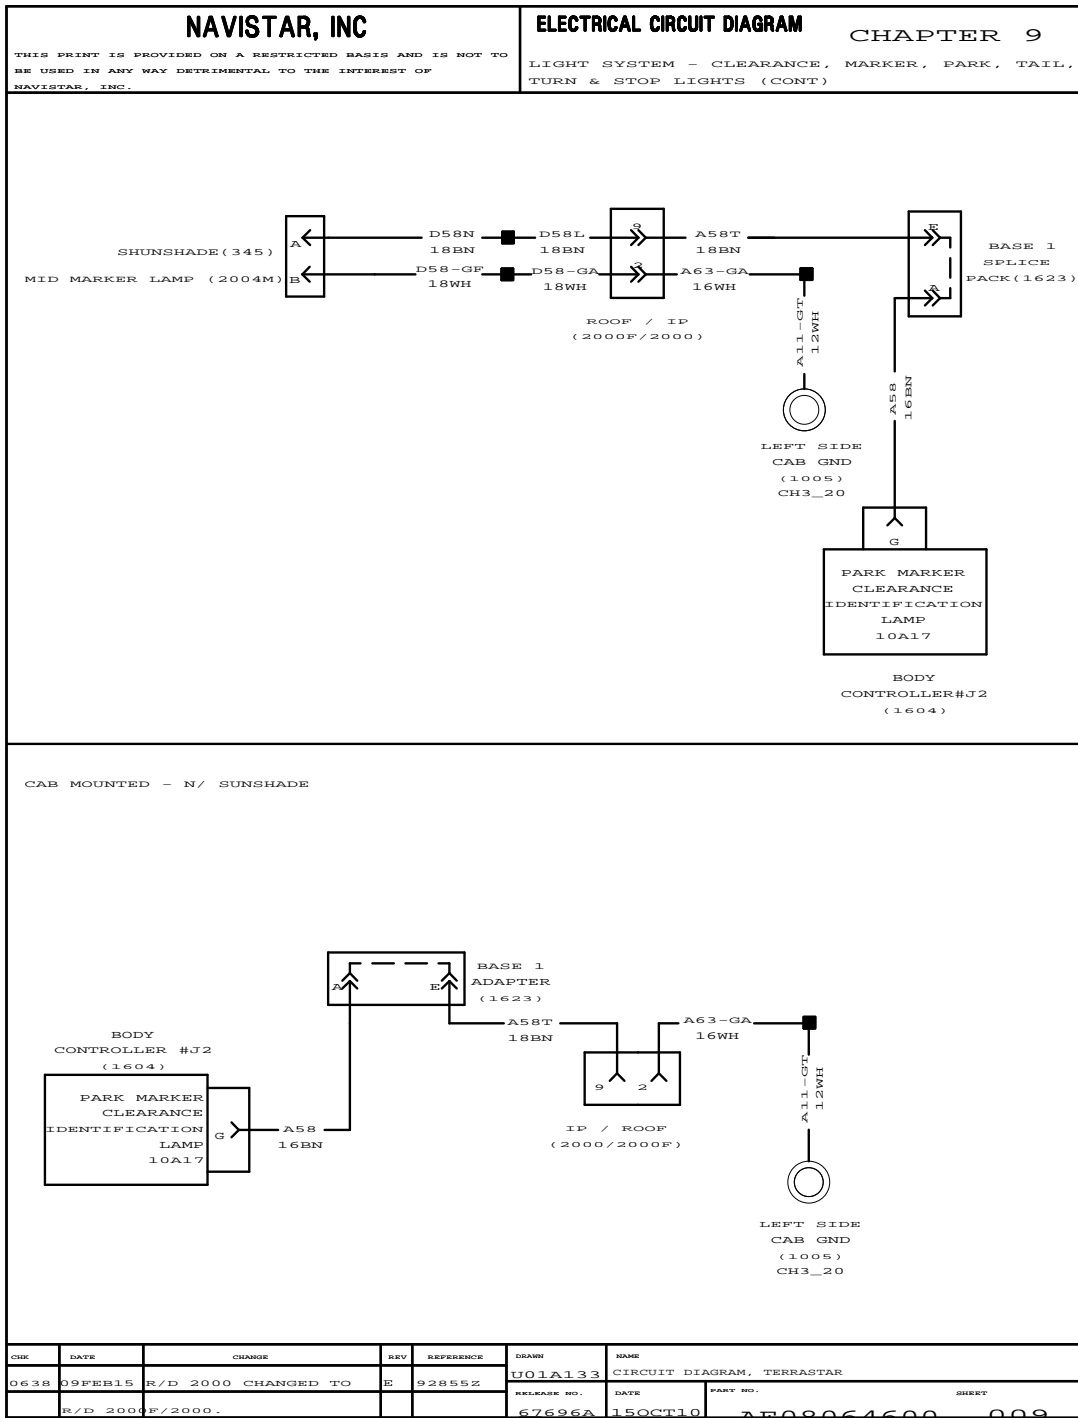 NAVISTAR, INC
THIS PRINT IS PROVIDED ON A RESTRICTED BASIS AND IS NOT TO
BE USED IN ANY WAY DETRIMENTAL TO THE INTEREST OF
NAVISTAR, INC.
ELECTRICAL CIRCUIT DIAGRAM
CHAPTER 9
LIGHT SYSTEM - CLEARANCE, MARKER, PARK, TAIL,
TURN & STOP LIGHTS (CONT)
SHUNSHADE(345)
MID MARKER LAMP (2004M)
A
B
D58N
18BN
D58L
18BN
D58-GF
18WH
D58-GA
18WH
9
A58T
18BN
A63-GA
16WH
ROOF / IP
(2000F/2000)
A11-GT
12WH
LEFT SIDE
CAB GND
(1005)
CH3_20
E
A
BASE 1
SPLICE
PACK(1623)
A58
16BN
G
PARK MARKER
CLEARANCE
IDENTIFICATION
LAMP
10A17
BODY
CONTROLLER#J2
(1604)
CAB MOUNTED - N/ SUNSHADE
A
E
BASE 1
ADAPTER
(1623)
A58T
18BN
A63-GA
16WH
BODY
CONTROLLER #J2
(1604)
PARK MARKER
CLEARANCE
IDENTIFICATION
LAMP
10A17
G
A58
16BN
9 2
IP / ROOF
(2000/2000F)
A11-GT
12WH
LEFT SIDE
CAB GND
(1005)
CH3_20
CHK DATE CHANGE REV REFERENCE
0638 09FEB15 R/D 2000 CHANGED TO E 92855Z
R/D 2000F/2000.
DRAWN
U01A133
NAME
CIRCUIT DIAGRAM, TERRASTAR
RELEASE NO.
67696A
DATE
15OCT10
PART NO.
AE08064600
SHEET
009